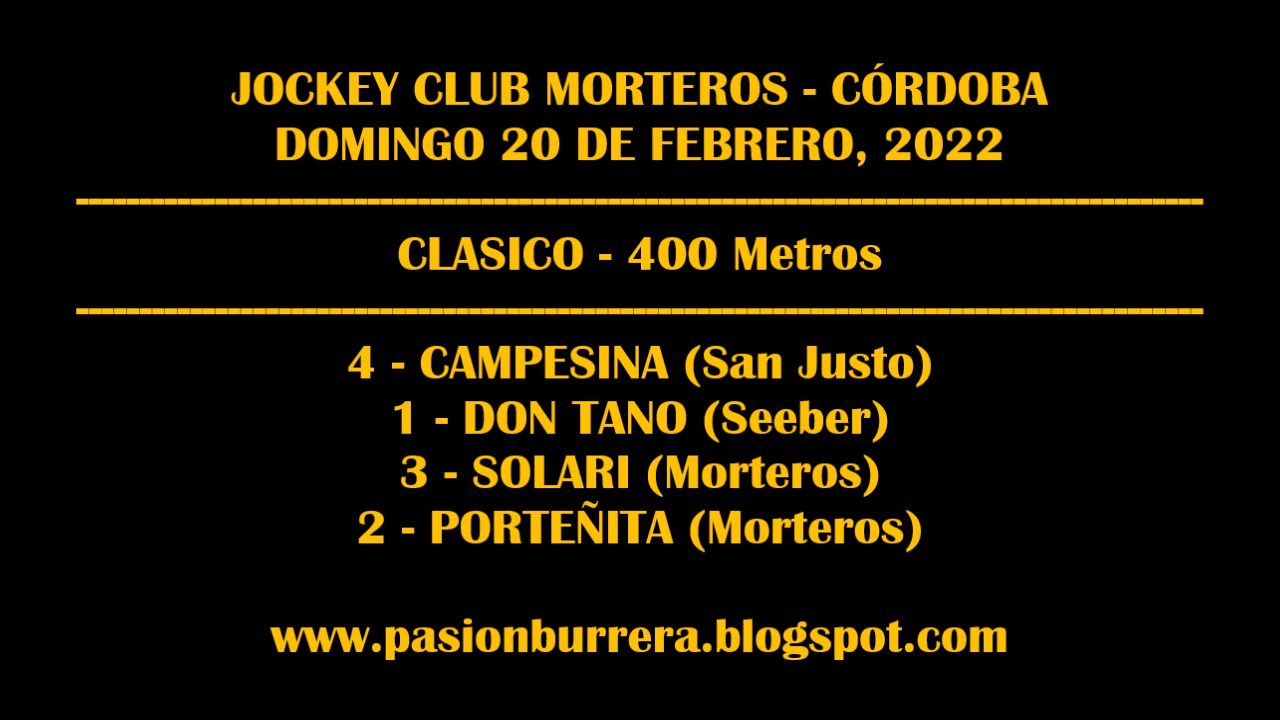 JOCKEY CLUB MORTEROS - CÓRDOBA
DOMINGO 20 DE FEBRERO, 2022
CLASICO - 400 Metros
4 - CAMPESINA (San Justo)
1 - DON TANO (Seeber)
3 - SOLARI (Morteros)
2 - PORTEÑITA (Morteros)
www.pasionburrera.blogspot.com